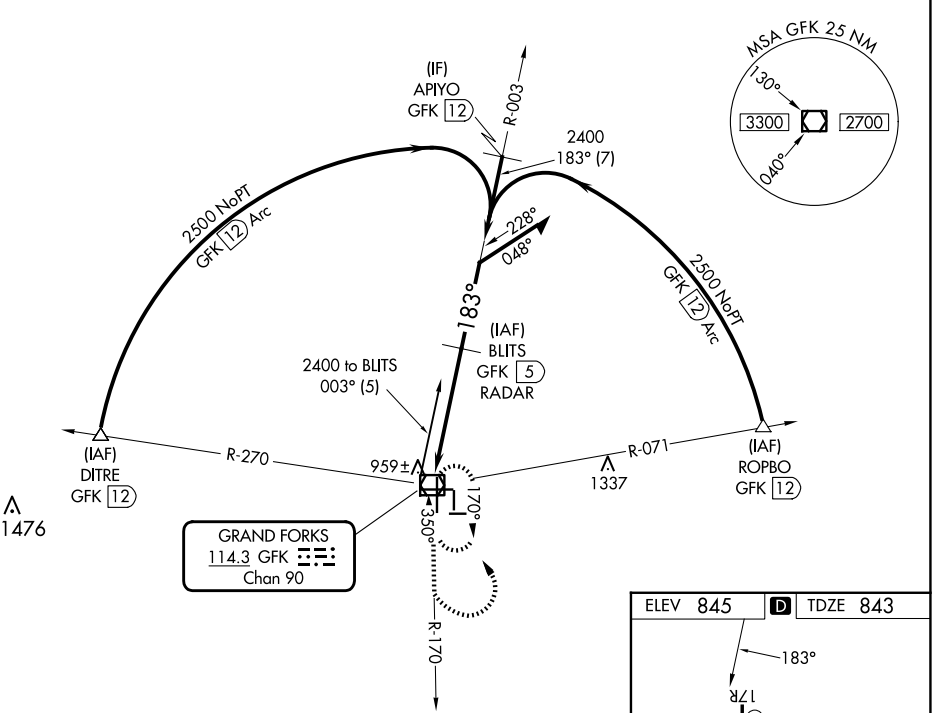 MSA GFK 25 NM
130°
3300
2700
040°
(IF)
APIYO
GFK 12
R-003
2400
183° (7)
2500 NoPT
GFK 12 Arc
228°
048°
2500 NoPT
GFK 12 Arc
183°
(IAF)
BLITS
GFK 5
RADAR
2400 to BLITS
003° (5)
(IAF)
DITRE
GFK 12
R-270
959±
R-071
1337
(IAF)
ROPBO
GFK 12
1476
170°
350°
GRAND FORKS
114.3 GFK
Chan 90
R-170
ELEV 845 D TDZE 843
183°
17R